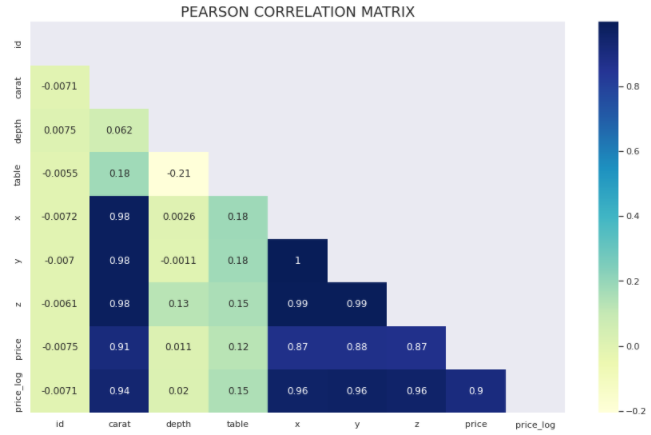 PEARSON CORRELATION MATRIX
id
carat -0.0071
depth 0.0075 0.062
table -0.0055 0.18 -0.21
x -0.0072 0.98 0.0026 0.18
y -0.007 0.98 -0.0011 0.18 1
z -0.0061 0.98 0.13 0.15 0.99 0.99
price -0.0075 0.91 0.011 0.12 0.87 0.88 0.87
price_log -0.0071 0.94 0.02 0.15 0.96 0.96 0.96 0.9
id carat depth table x y z price price_log
0.8
0.6
0.4
0.2
0.0
−0.2